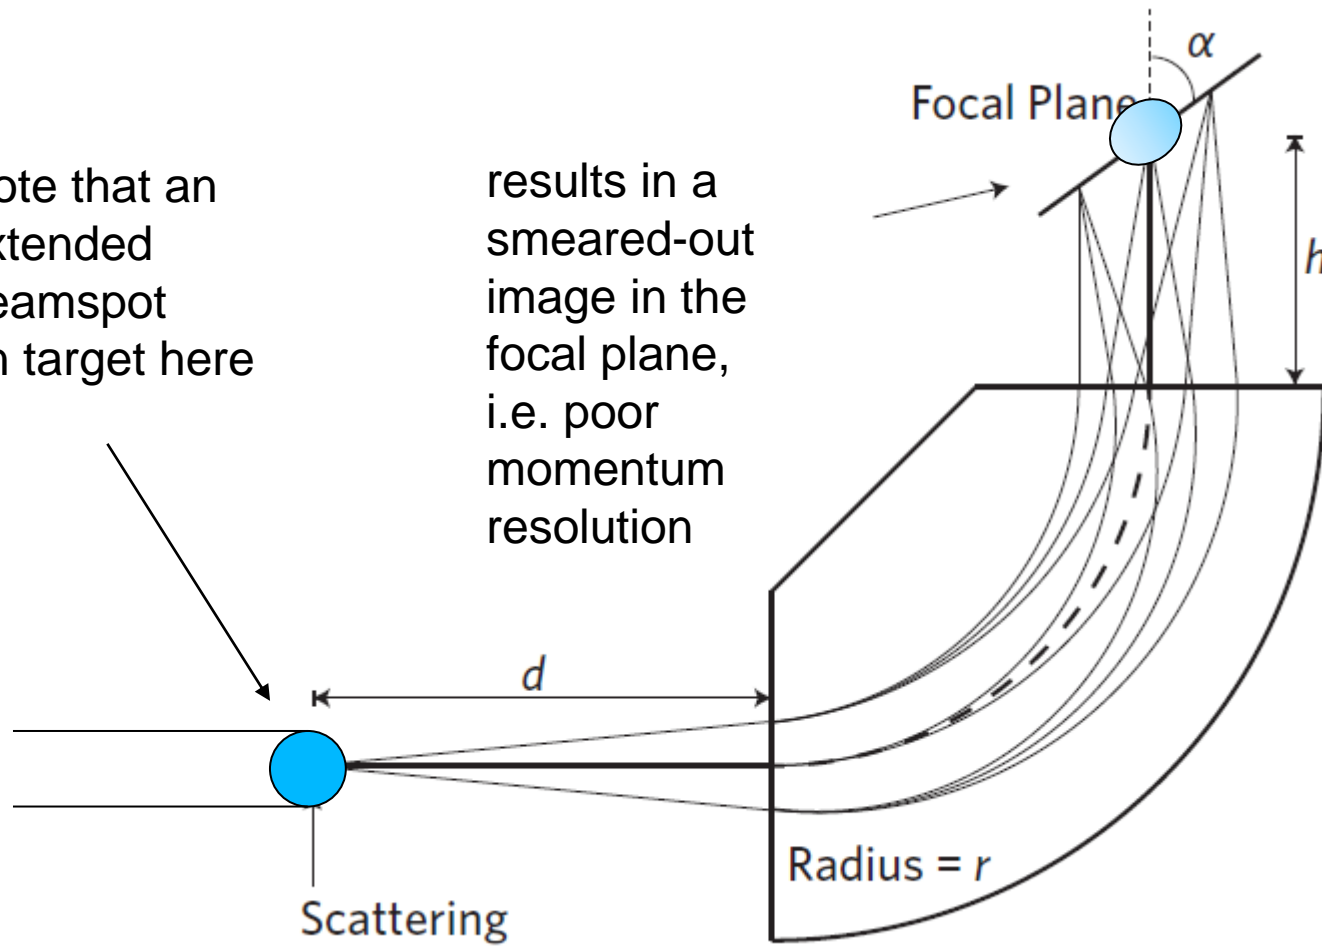 ote that an
xtended
eamspot
n target here
results in a
smeared-out
image in the
focal plane,
i.e. poor
momentum
resolution
Focal Plane
α
h
d
Radius = r
Scattering